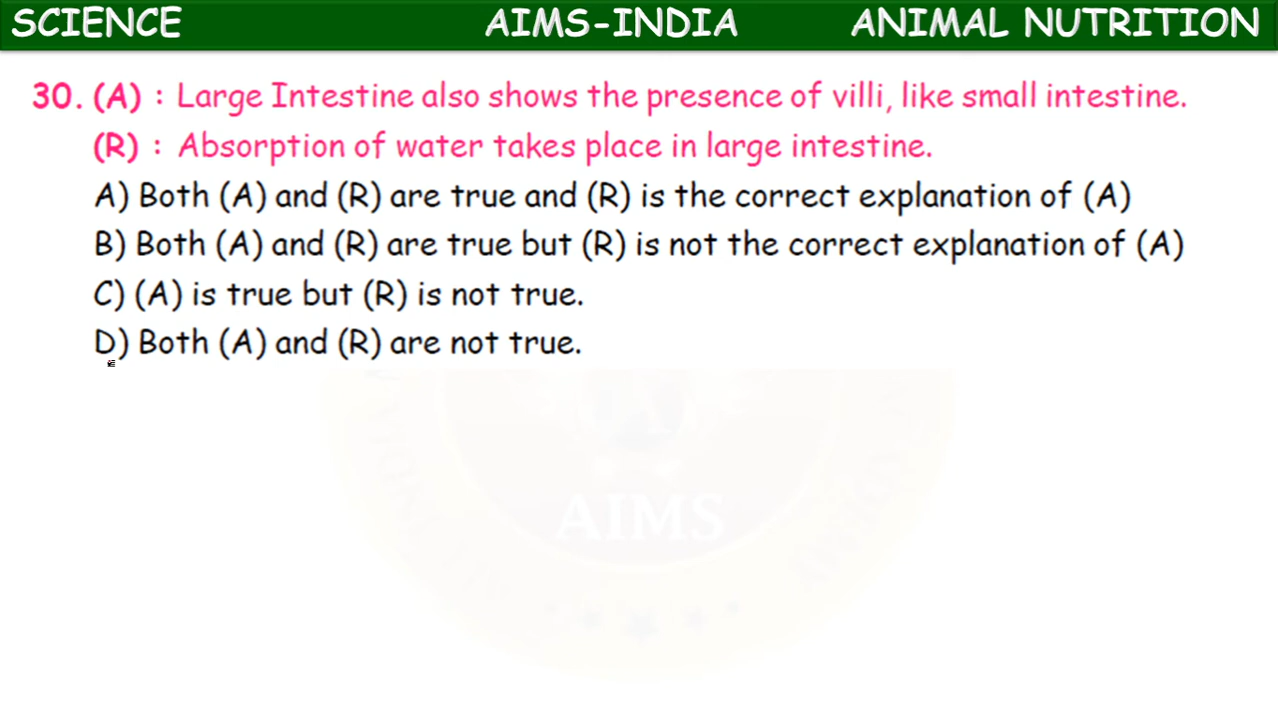 SCIENCE AIMS-INDIA ANIMAL NUTRITION
30. (A) : Large Intestine also shows the presence of villi, like small intestine.
(R) : Absorption of water takes place in large intestine.
A) Both (A) and (R) are true and (R) is the correct explanation of (A)
B) Both (A) and (R) are true but (R) is not the correct explanation of (A)
C) (A) is true but (R) is not true.
D) Both (A) and (R) are not true.
AIMS